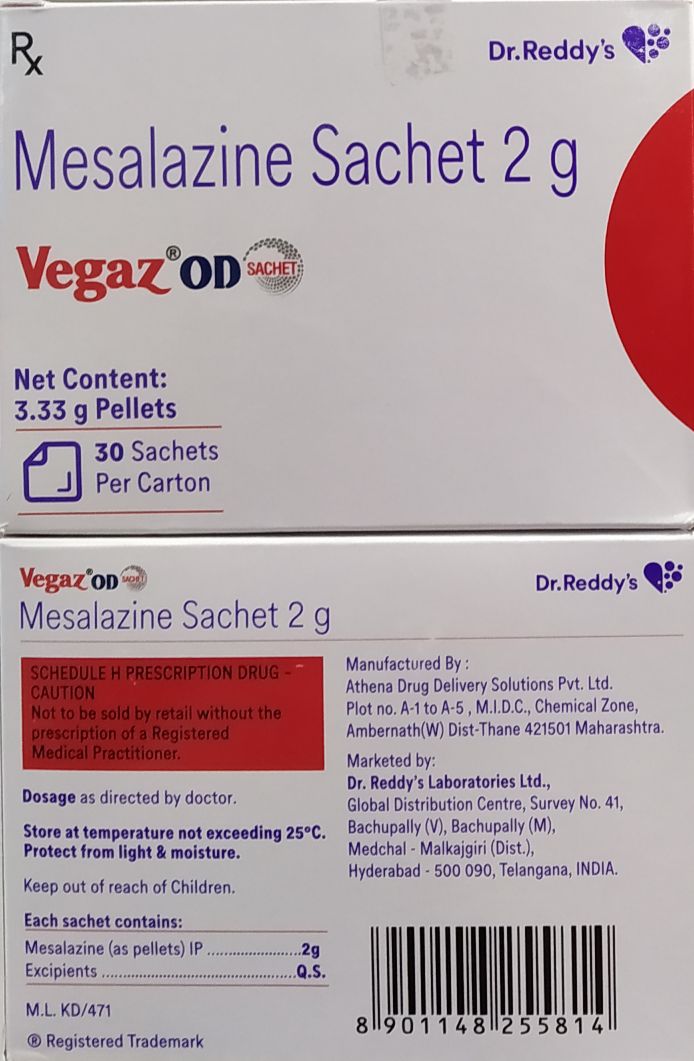 Rx
Dr.Reddy's
Mesalazine Sachet 2 g
Vegaz® OD SACHET
Net Content:
3.33 g Pellets
30 Sachets
Per Carton
Vegaz® OD SACHET
Dr.Reddy's
Mesalazine Sachet 2 g
SCHEDULE H PRESCRIPTION DRUG -
CAUTION
Not to be sold by retail without the
prescription of a Registered
Medical Practitioner.
Dosage as directed by doctor.
Store at temperature not exceeding 25°C.
Protect from light & moisture.
Keep out of reach of Children.
Each sachet contains:
Mesalazine (as pellets) IP ......................2g
Excipients .............................................Q.S.
M.L. KD/471
® Registered Trademark
Manufactured By :
Athena Drug Delivery Solutions Pvt. Ltd.
Plot no. A-1 to A-5 , M.I.D.C., Chemical Zone,
Ambernath(W) Dist-Thane 421501 Maharashtra.
Marketed by:
Dr. Reddy's Laboratories Ltd.,
Global Distribution Centre, Survey No. 41,
Bachupally (V), Bachupally (M),
Medchal - Malkajgiri (Dist.),
Hyderabad - 500 090, Telangana, INDIA.
8 901148 255814